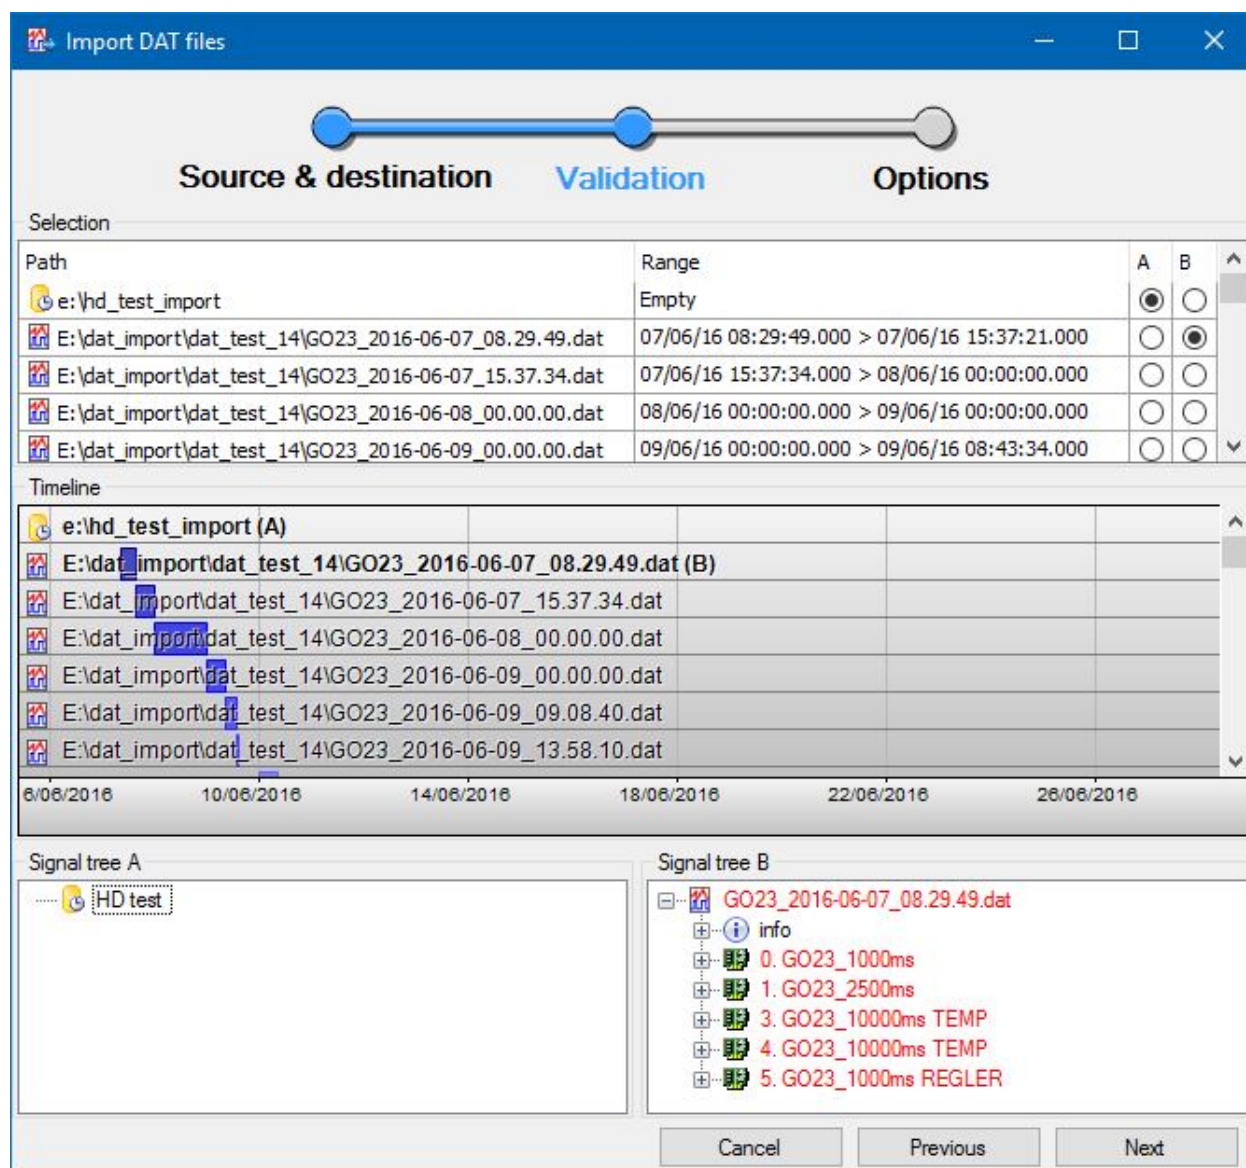 Import DAT files
Source & destination Validation Options
Selection
Path Range A B
e:\hd_test_import Empty
E:\dat_import\dat_test_14\GO23_2016-06-07_08.29.49.dat 07/06/16 08:29:49.000 > 07/06/16 15:37:21.000
E:\dat_import\dat_test_14\GO23_2016-06-07_15.37.34.dat 07/06/16 15:37:34.000 > 08/06/16 00:00:00.000
E:\dat_import\dat_test_14\GO23_2016-06-08_00.00.00.dat 08/06/16 00:00:00.000 > 09/06/16 00:00:00.000
E:\dat_import\dat_test_14\GO23_2016-06-09_00.00.00.dat 09/06/16 00:00:00.000 > 09/06/16 08:43:34.000
Timeline
e:\hd_test_import (A)
E:\dat_import\dat_test_14\GO23_2016-06-07_08.29.49.dat (B)
E:\dat_import\dat_test_14\GO23_2016-06-07_15.37.34.dat
E:\dat_import\dat_test_14\GO23_2016-06-08_00.00.00.dat
E:\dat_import\dat_test_14\GO23_2016-06-09_00.00.00.dat
E:\dat_import\dat_test_14\GO23_2016-06-09_09.08.40.dat
E:\dat_import\dat_test_14\GO23_2016-06-09_13.58.10.dat
6/06/2016 10/06/2016 14/06/2016 18/06/2016 22/06/2016 26/06/2016
Signal tree A Signal tree B
HD test GO23_2016-06-07_08.29.49.dat
info
0. GO23_1000ms
1. GO23_2500ms
3. GO23_10000ms TEMP
4. GO23_10000ms TEMP
5. GO23_1000ms REGLER
Cancel Previous Next